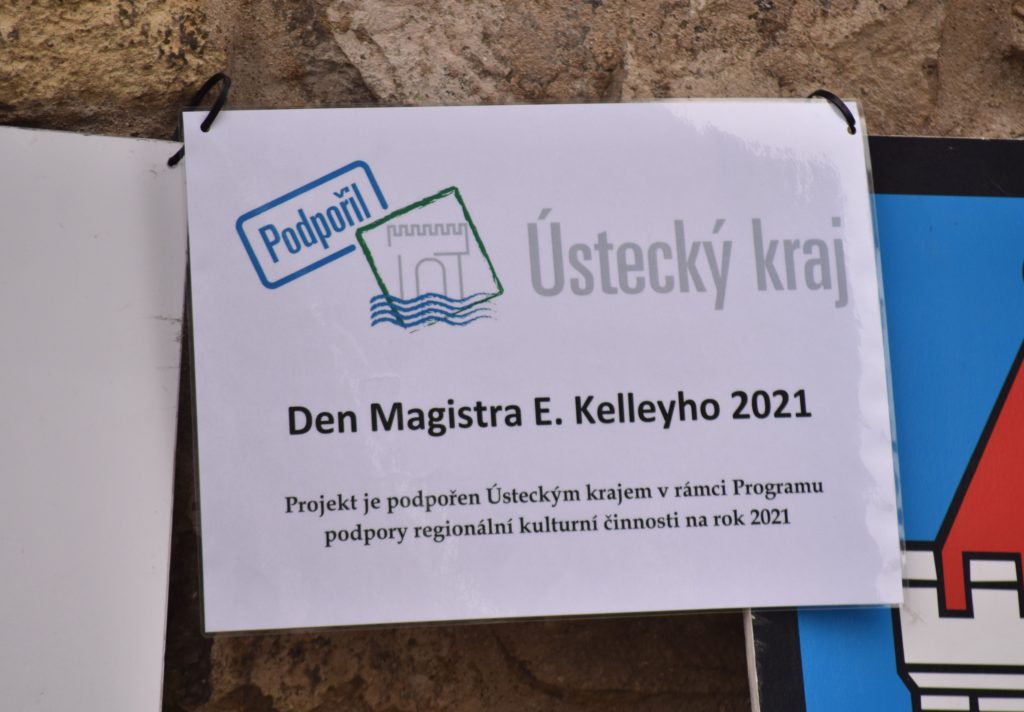 Podpořil
Ústecký kraj
Den Magistra E. Kelleyho 2021
Projekt je podpořen Ústeckým krajem v rámci Programu
podpory regionální kulturní činnosti na rok 2021